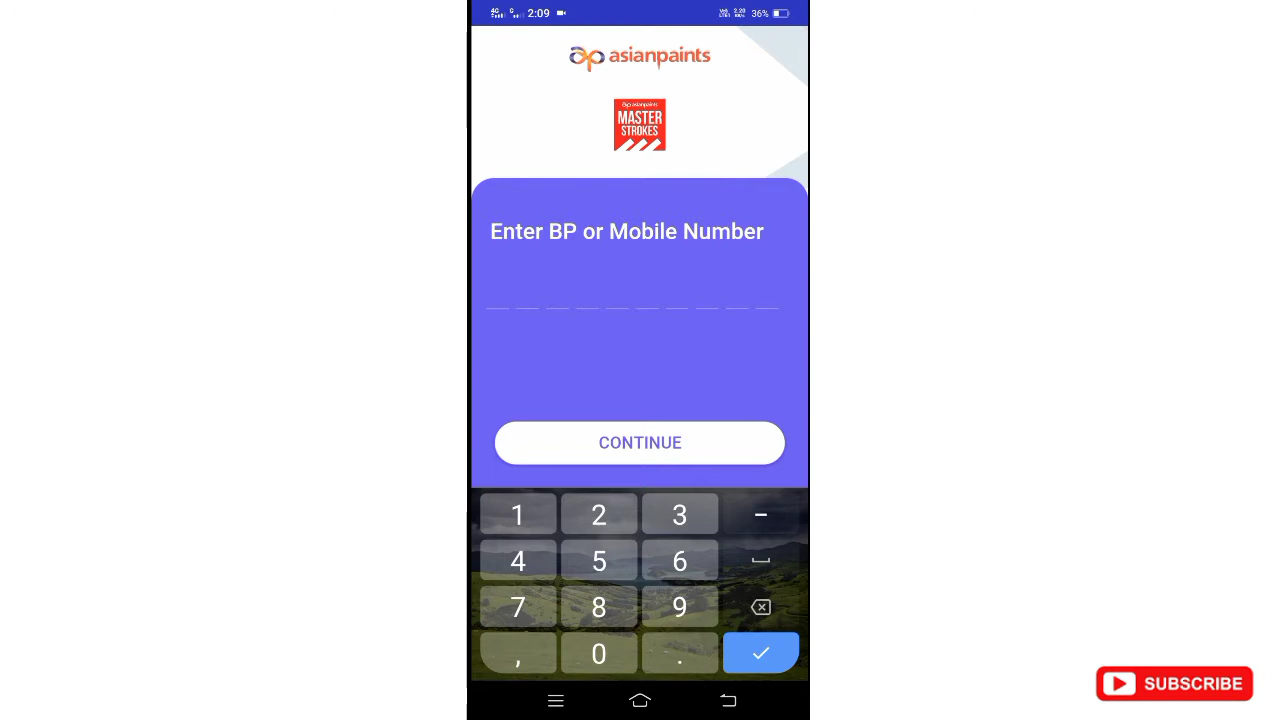 4G G 2:09 36%
asianpaints
asianpaints
MASTER
STROKES
Enter BP or Mobile Number
CONTINUE
1 2 3 -
4 5 6
7 8 9
, 0 .
SUBSCRIBE